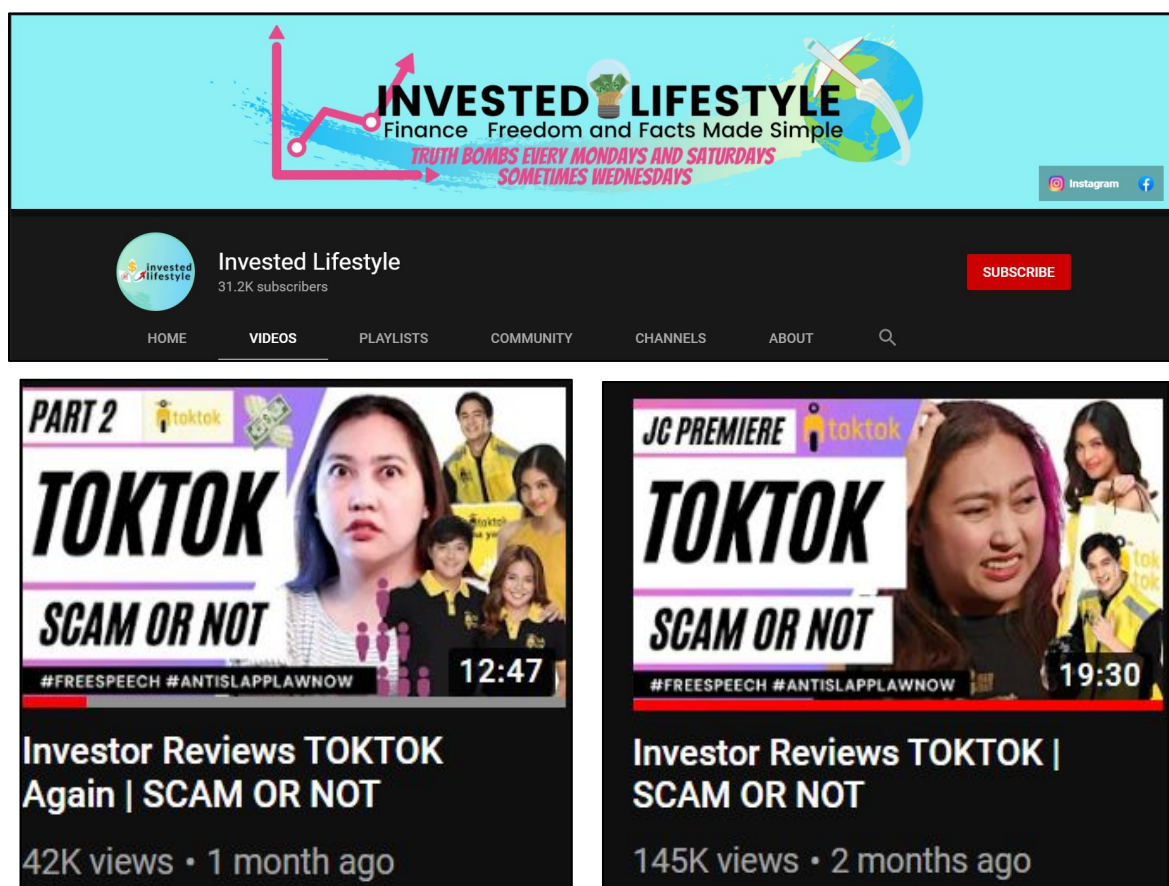 INVESTED LIFESTYLE
Finance Freedom and Facts Made Simple
TRUTH BOMBS EVERY MONDAYS AND SATURDAYS
SOMETIMES WEDNESDAYS
Instagram
invested
lifestyle
Invested Lifestyle
31.2K subscribers
SUBSCRIBE
HOME VIDEOS PLAYLISTS COMMUNITY CHANNELS ABOUT
PART 2 toktok
TOKTOK
SCAM OR NOT
#FREESPEECH #ANTISLAPPLAWNOW
12:47
Investor Reviews TOKTOK
Again | SCAM OR NOT
42K views • 1 month ago
JC PREMIERE toktok
TOKTOK
SCAM OR NOT
tok
tok
#FREESPEECH #ANTISLAPPLAWNOW
19:30
Investor Reviews TOKTOK |
SCAM OR NOT
145K views • 2 months ago